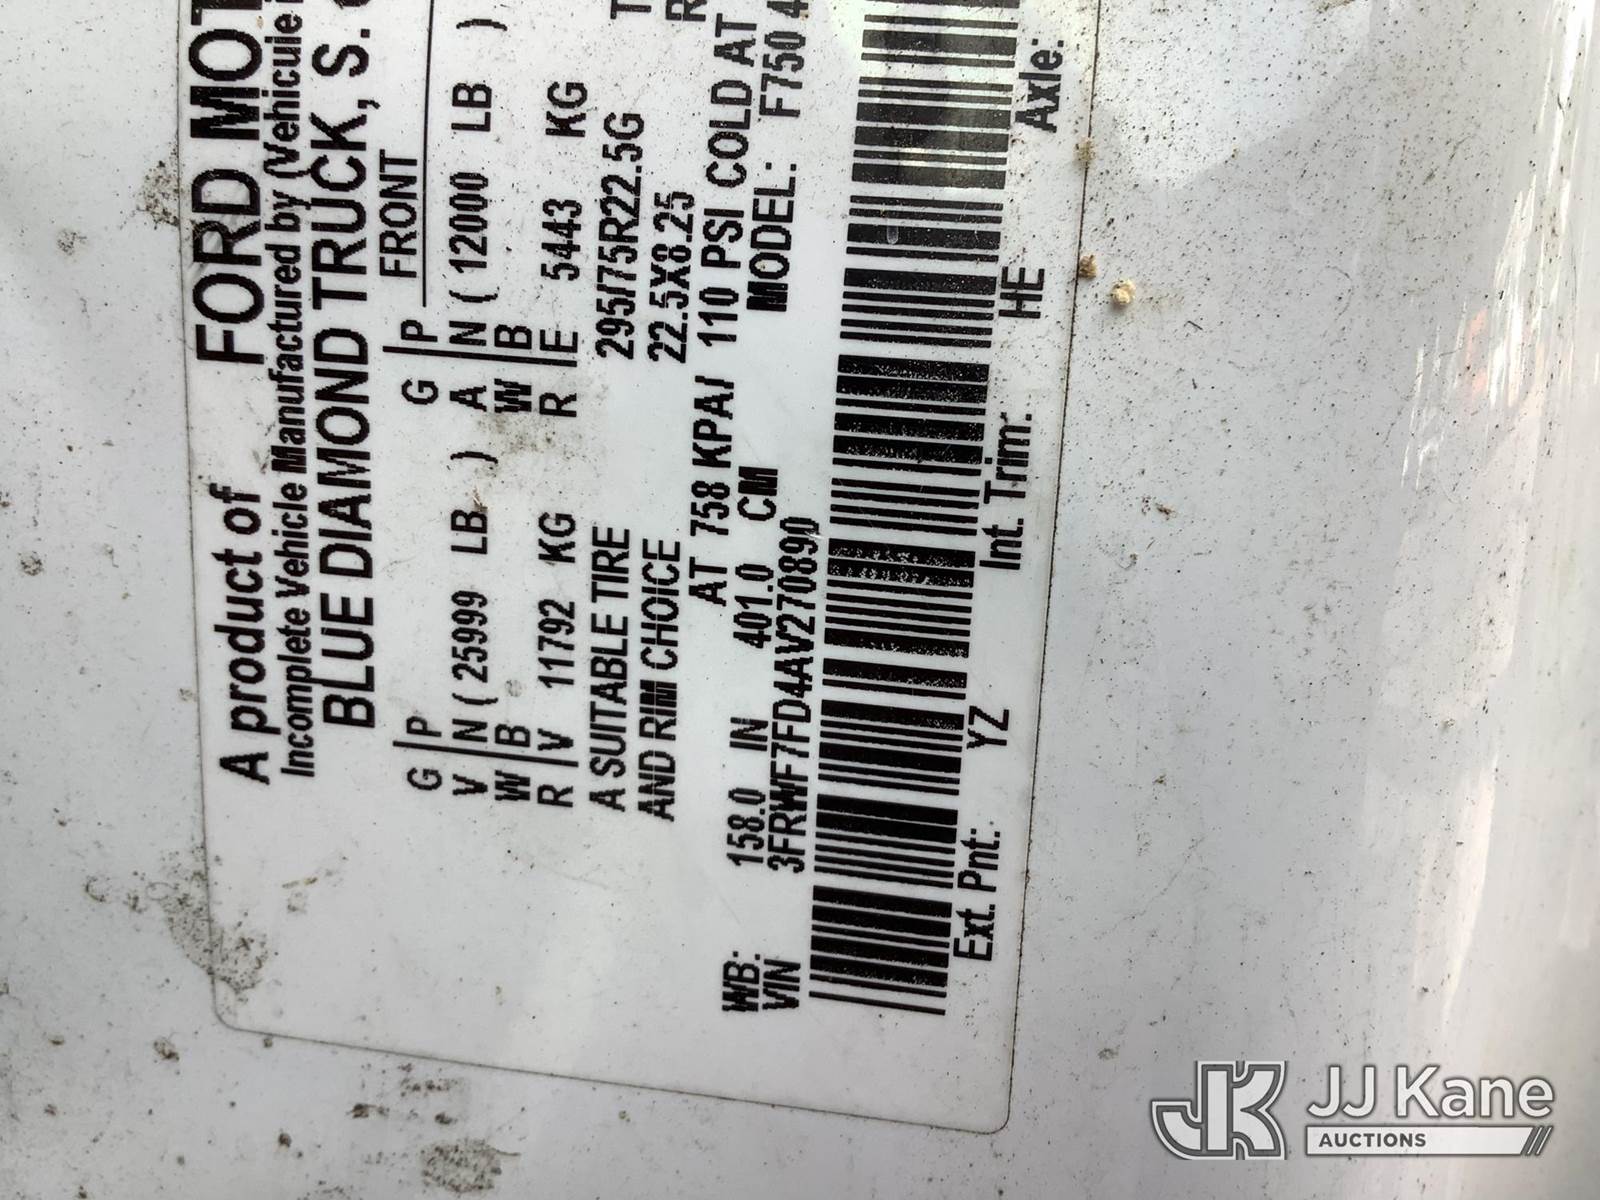 A product of FORD MOT
Incomplete Vehicle Manufactured by (Vehicule i
BLUE DIAMOND TRUCK, S.
FRONT
G P G P
V N ( 25999 LB ) A N ( 12000 LB )
W B W B
R V 11792 KG R E 5443 KG
A SUITABLE TIRE 295/75R22.5G T
AND RIM CHOICE 22.5X8.25 R
AT 758 KPA/ 110 PSI COLD AT
WB: 158.0 IN 401.0 CM MODEL: F750 4
VIN 3FRWF7FD4AV270890
Ext. Pnt: YZ Int. Trim: HE Axle:
JJ Kane
AUCTIONS